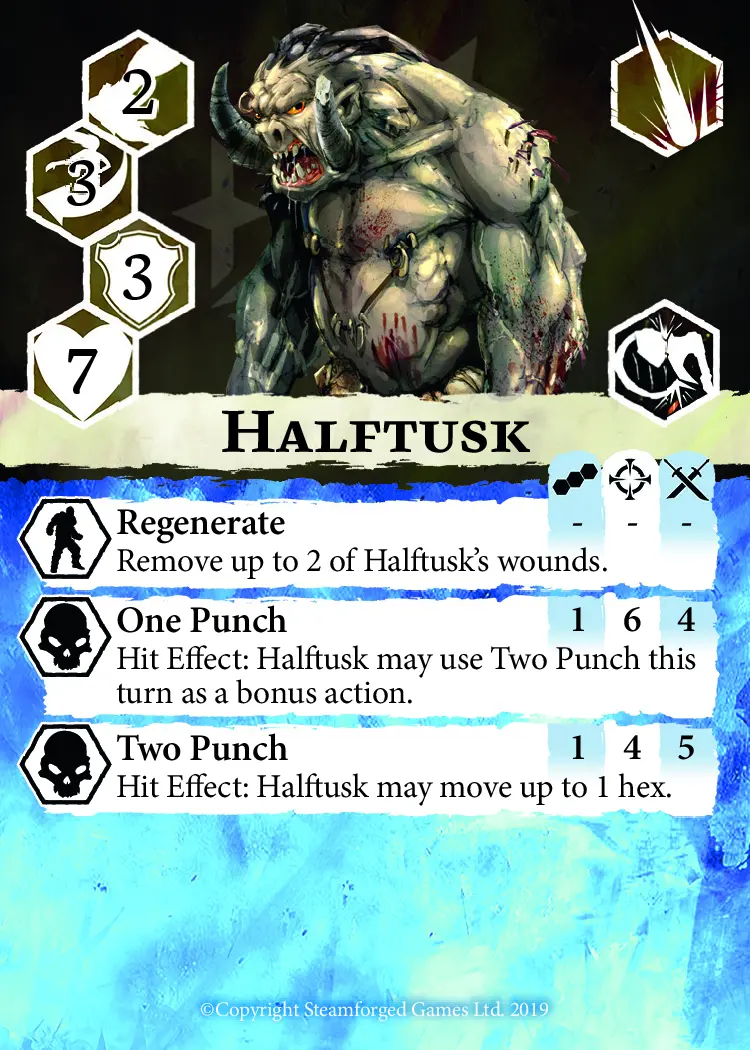 2
3
3
7
HALFTUSK
Regenerate - - -
Remove up to 2 of Halftusk's wounds.
One Punch 1 6 4
Hit Effect: Halftusk may use Two Punch this
turn as a bonus action.
Two Punch 1 4 5
Hit Effect: Halftusk may move up to 1 hex.
©Copyright Steamforged Games Ltd. 2019